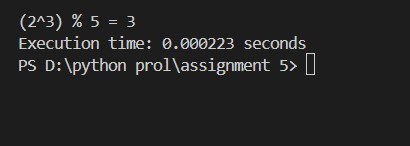 (2^3) % 5 = 3
Execution time: 0.000223 seconds
PS D:\python prol\assignment 5>